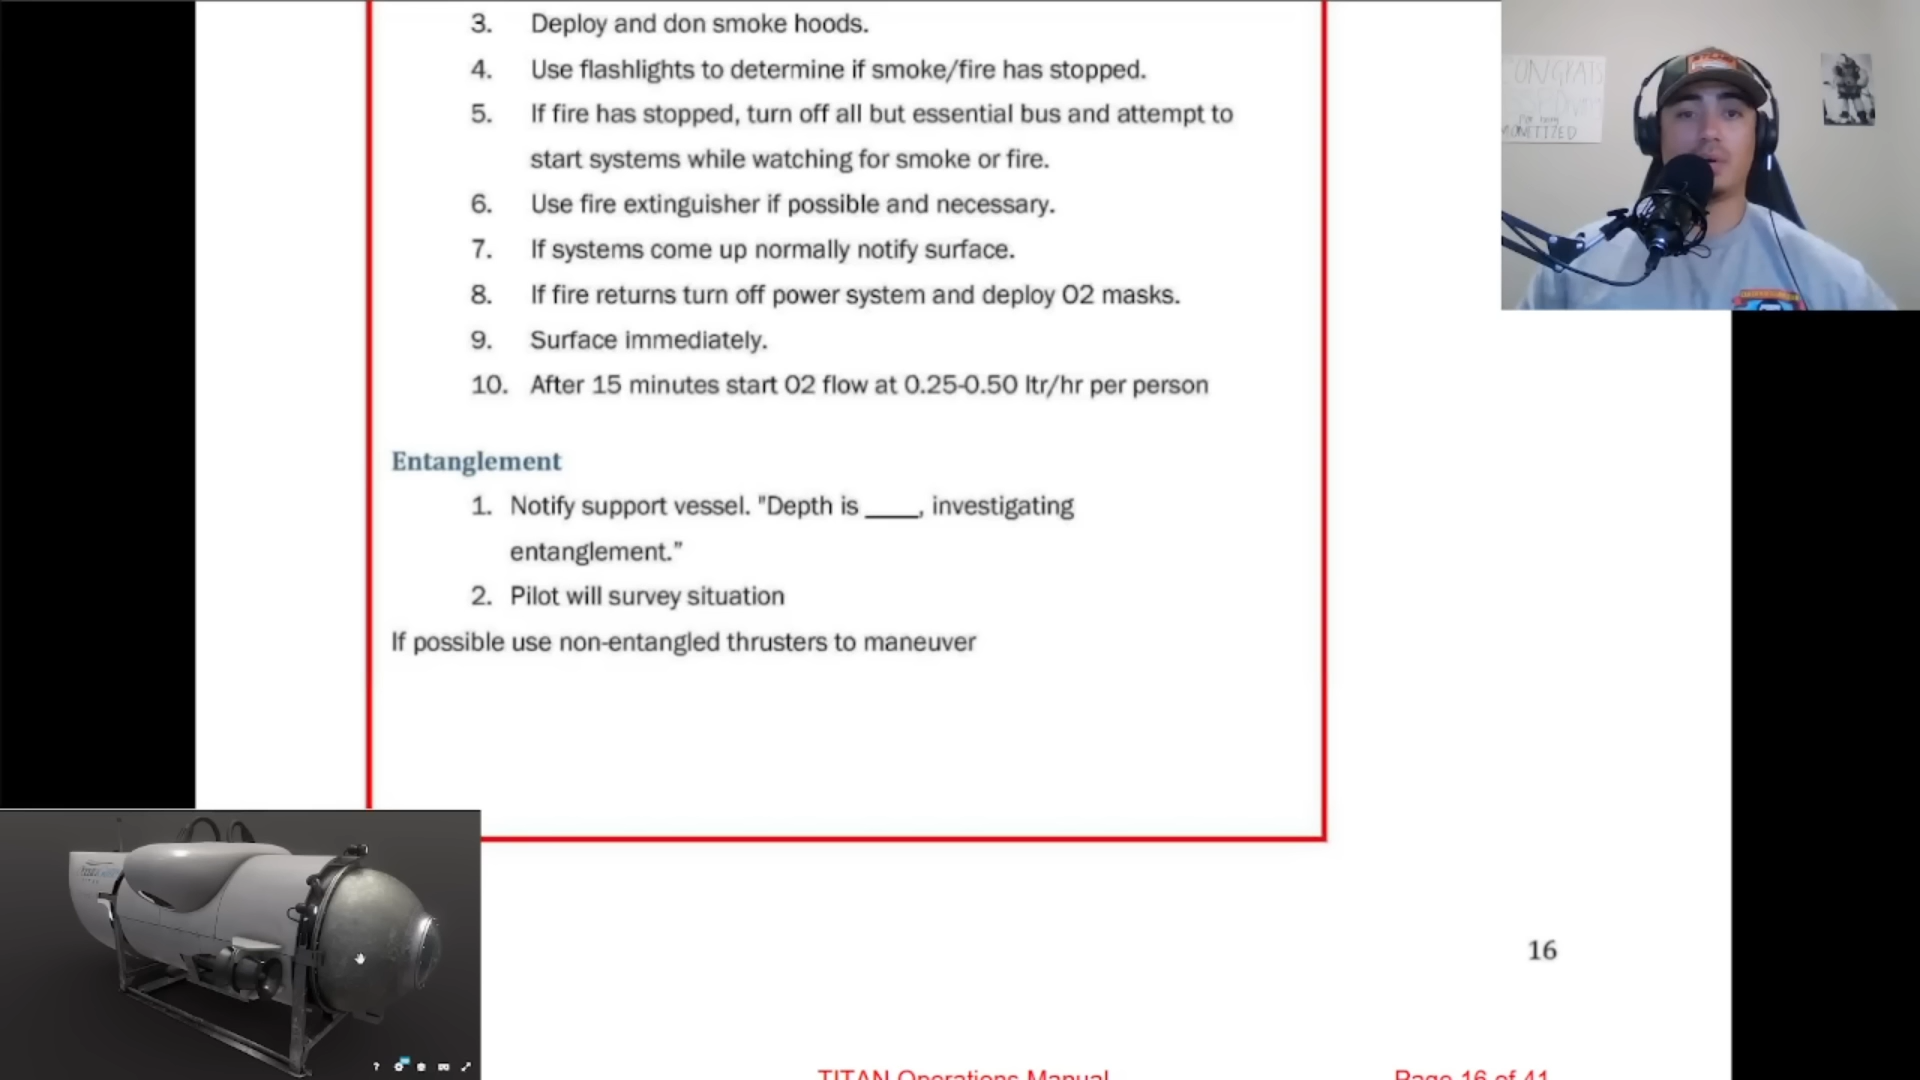 3. Deploy and don smoke hoods.
4. Use flashlights to determine if smoke/fire has stopped.
5. If fire has stopped, turn off all but essential bus and attempt to
start systems while watching for smoke or fire.
6. Use fire extinguisher if possible and necessary.
7. If systems come up normally notify surface.
8. If fire returns turn off power system and deploy O2 masks.
9. Surface immediately.
10. After 15 minutes start O2 flow at 0.25-0.50 ltr/hr per person
Entanglement
1. Notify support vessel. "Depth is ____, investigating
entanglement.”
2. Pilot will survey situation
If possible use non-entangled thrusters to maneuver
16
TITAN Operations Manual
Page 16 of 41